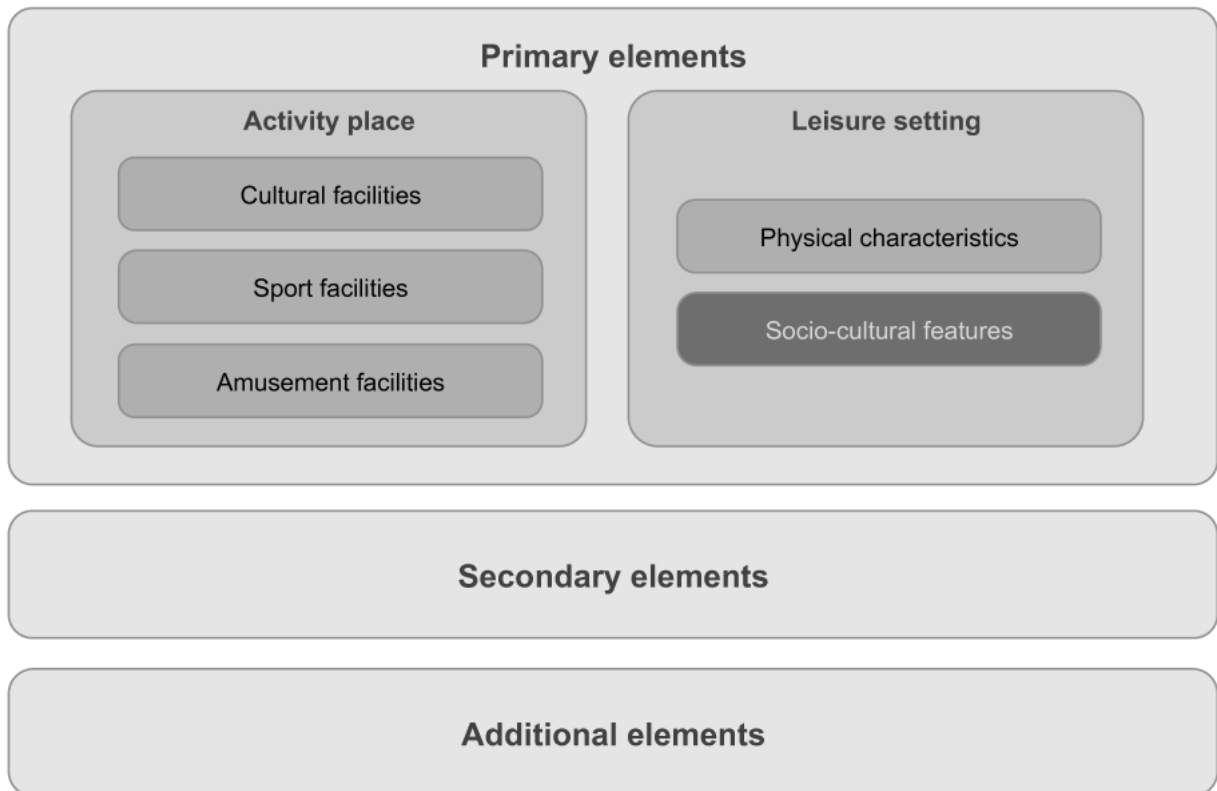 Primary elements
Activity place
Cultural facilities
Sport facilities
Amusement facilities
Leisure setting
Physical characteristics
Socio-cultural features
Secondary elements
Additional elements